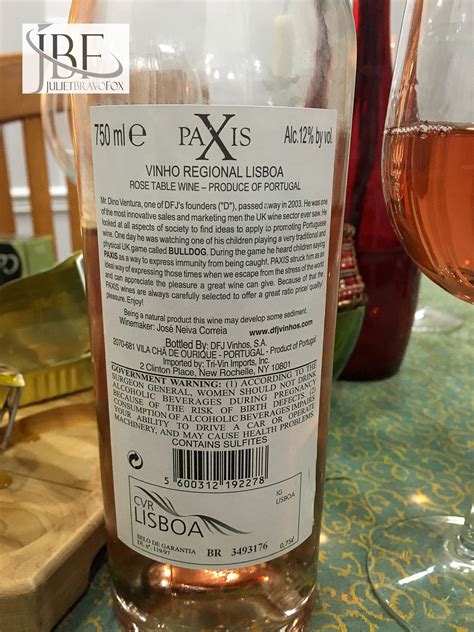 JBF
JULIETBRAVOFOX
750 ml e PAXIS Alc.12% by vol.
VINHO REGIONAL LISBOA
ROSE TABLE WINE – PRODUCE OF PORTUGAL
Mr. Dino Ventura, one of DFJ's founders ("D"), passed away in 2003. He was one
of the most innovative sales and marketing men the UK wine sector ever saw. He
looked at all aspects of society to find ideas to apply to promoting Portuguese
wine. One day he was watching one of his children playing a very traditional and
physical UK game called BULLDOG. During the game he heard children saying
PAXIS as a way to express immunity from being caught. PAXIS struck him as an
ideal way of expressing those times when we escape from the stress of the world
and can appreciate the pleasure a great wine can give. Because of that the
PAXIS wines are always carefully selected to offer a great ratio price/ quality/
pleasure. Enjoy!
Being a natural product this wine may develop some sediment.
Winemaker: José Neiva Correia www.dfjvinhos.com
Bottled By: DFJ Vinhos, S.A.
2070-681 VILA CHÃ DE OURIQUE - PORTUGAL - Product of Portugal
Imported by: Tri-Vin Imports, Inc.
2 Clinton Place, New Rochelle, NY 10801
GOVERNMENT WARNING: (1) ACCORDING TO THE
SURGEON GENERAL, WOMEN SHOULD NOT DRINK
ALCOHOLIC BEVERAGES DURING PREGNANCY
BECAUSE OF THE RISK OF BIRTH DEFECTS. (2)
CONSUMPTION OF ALCOHOLIC BEVERAGES IMPAIRS
YOUR ABILITY TO DRIVE A CAR OR OPERATE
MACHINERY, AND MAY CAUSE HEALTH PROBLEMS.
CONTAINS SULFITES
5 600312 192278
CVR
LISBOA
IG
LISBOA
SELO DE GARANTIA
DL nº. 119/97
BR 3493176
0,75ℓ